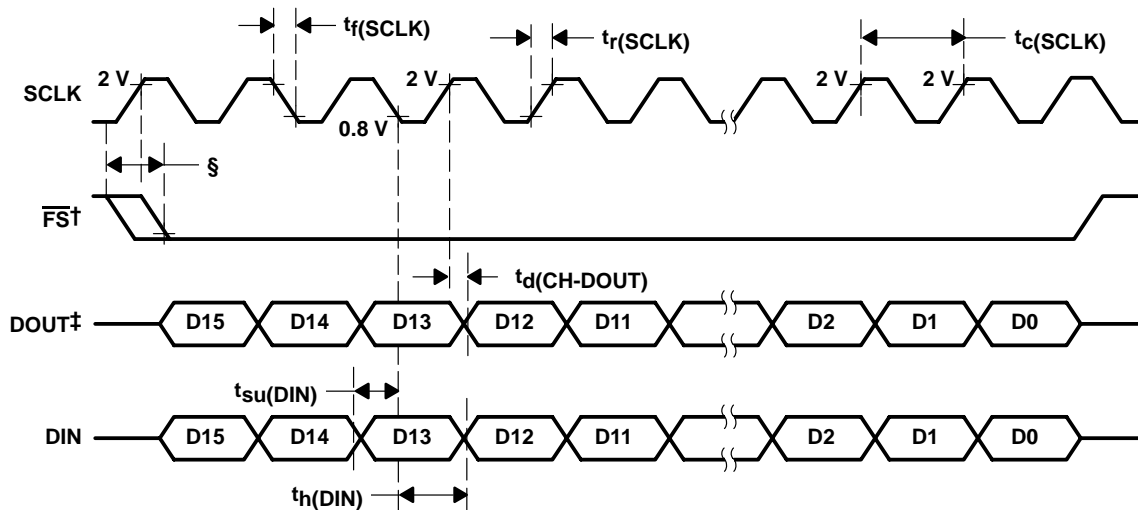 tf(SCLK)
tr(SCLK)
tc(SCLK)
2 V
2 V
2 V
2 V
SCLK
0.8 V
§
FS†
td(CH-DOUT)
DOUT‡ D15 D14 D13 D12 D11 D2 D1 D0
tsu(DIN)
DIN D15 D14 D13 D12 D11 D2 D1 D0
th(DIN)